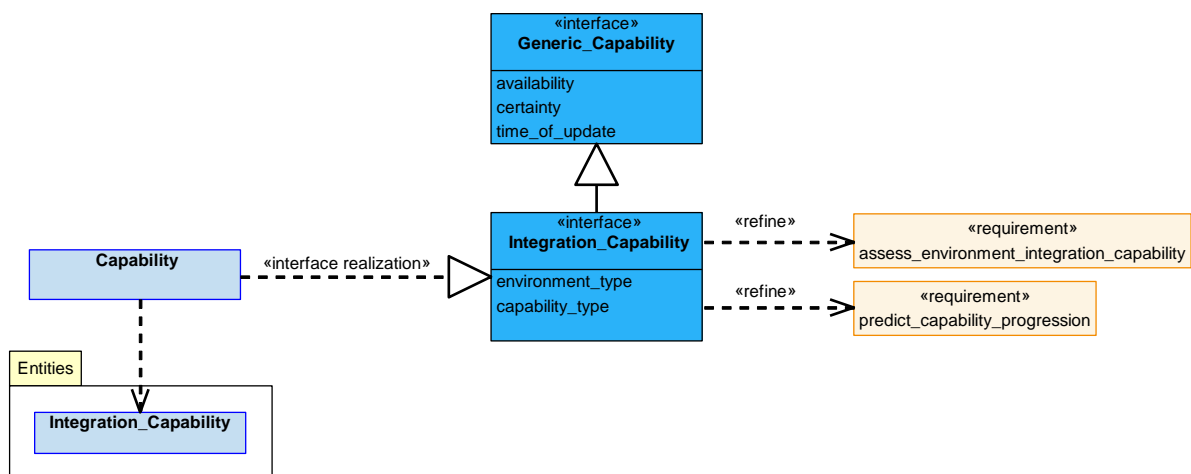 «interface»
Generic_Capability
availability
certainty
time_of_update
«interface»
Integration_Capability
environment_type
capability_type
«refine»
«requirement»
assess_environment_integration_capability
«refine»
«requirement»
predict_capability_progression
Capability
«interface realization»
Entities
Integration_Capability